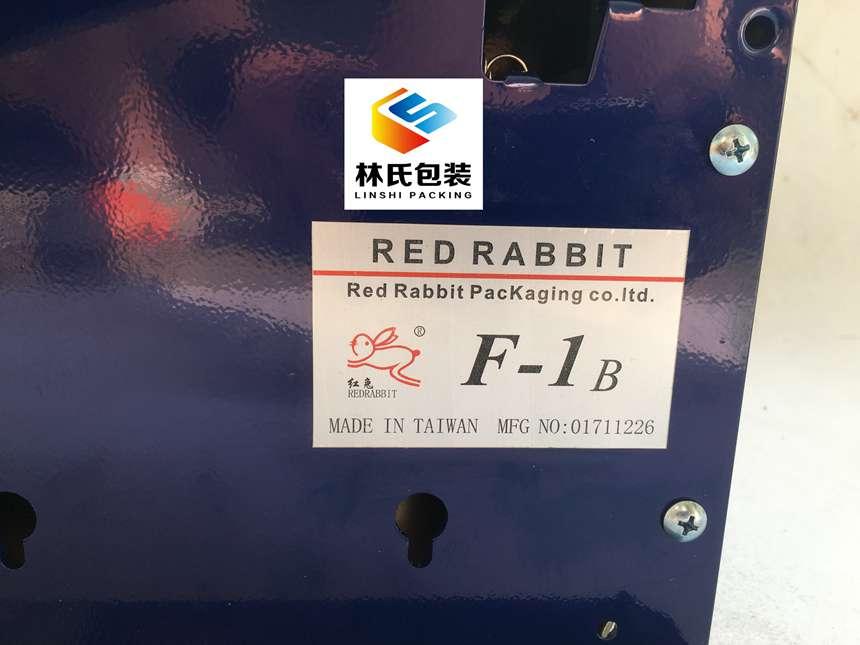 林氏包装
LINSHI PACKING
RED RABBIT
Red Rabbit PacKaging co.ltd.
®
F-1 B
红兔
REDRABBIT
MADE IN TAIWAN MFG NO:01711226